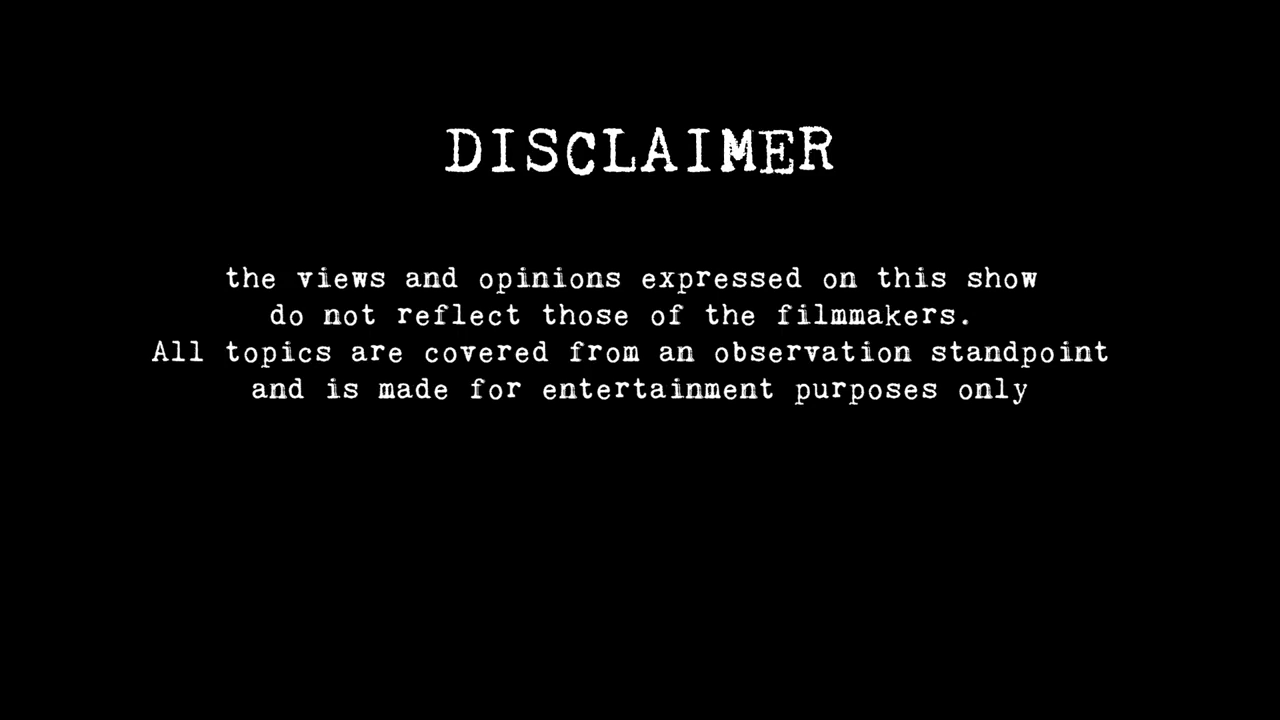 DISCLAIMER
the views and opinions expressed on this show
do not reflect those of the filmmakers.
All topics are covered from an observation standpoint
and is made for entertainment purposes only